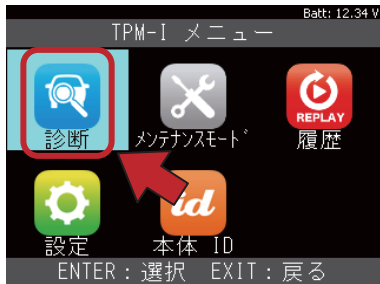 Batt: 12.34 V
TPM-I メニュー
REPLAY
診断 メンテナンスモード 履歴
id
設定 本体 ID
ENTER：選択 EXIT：戻る